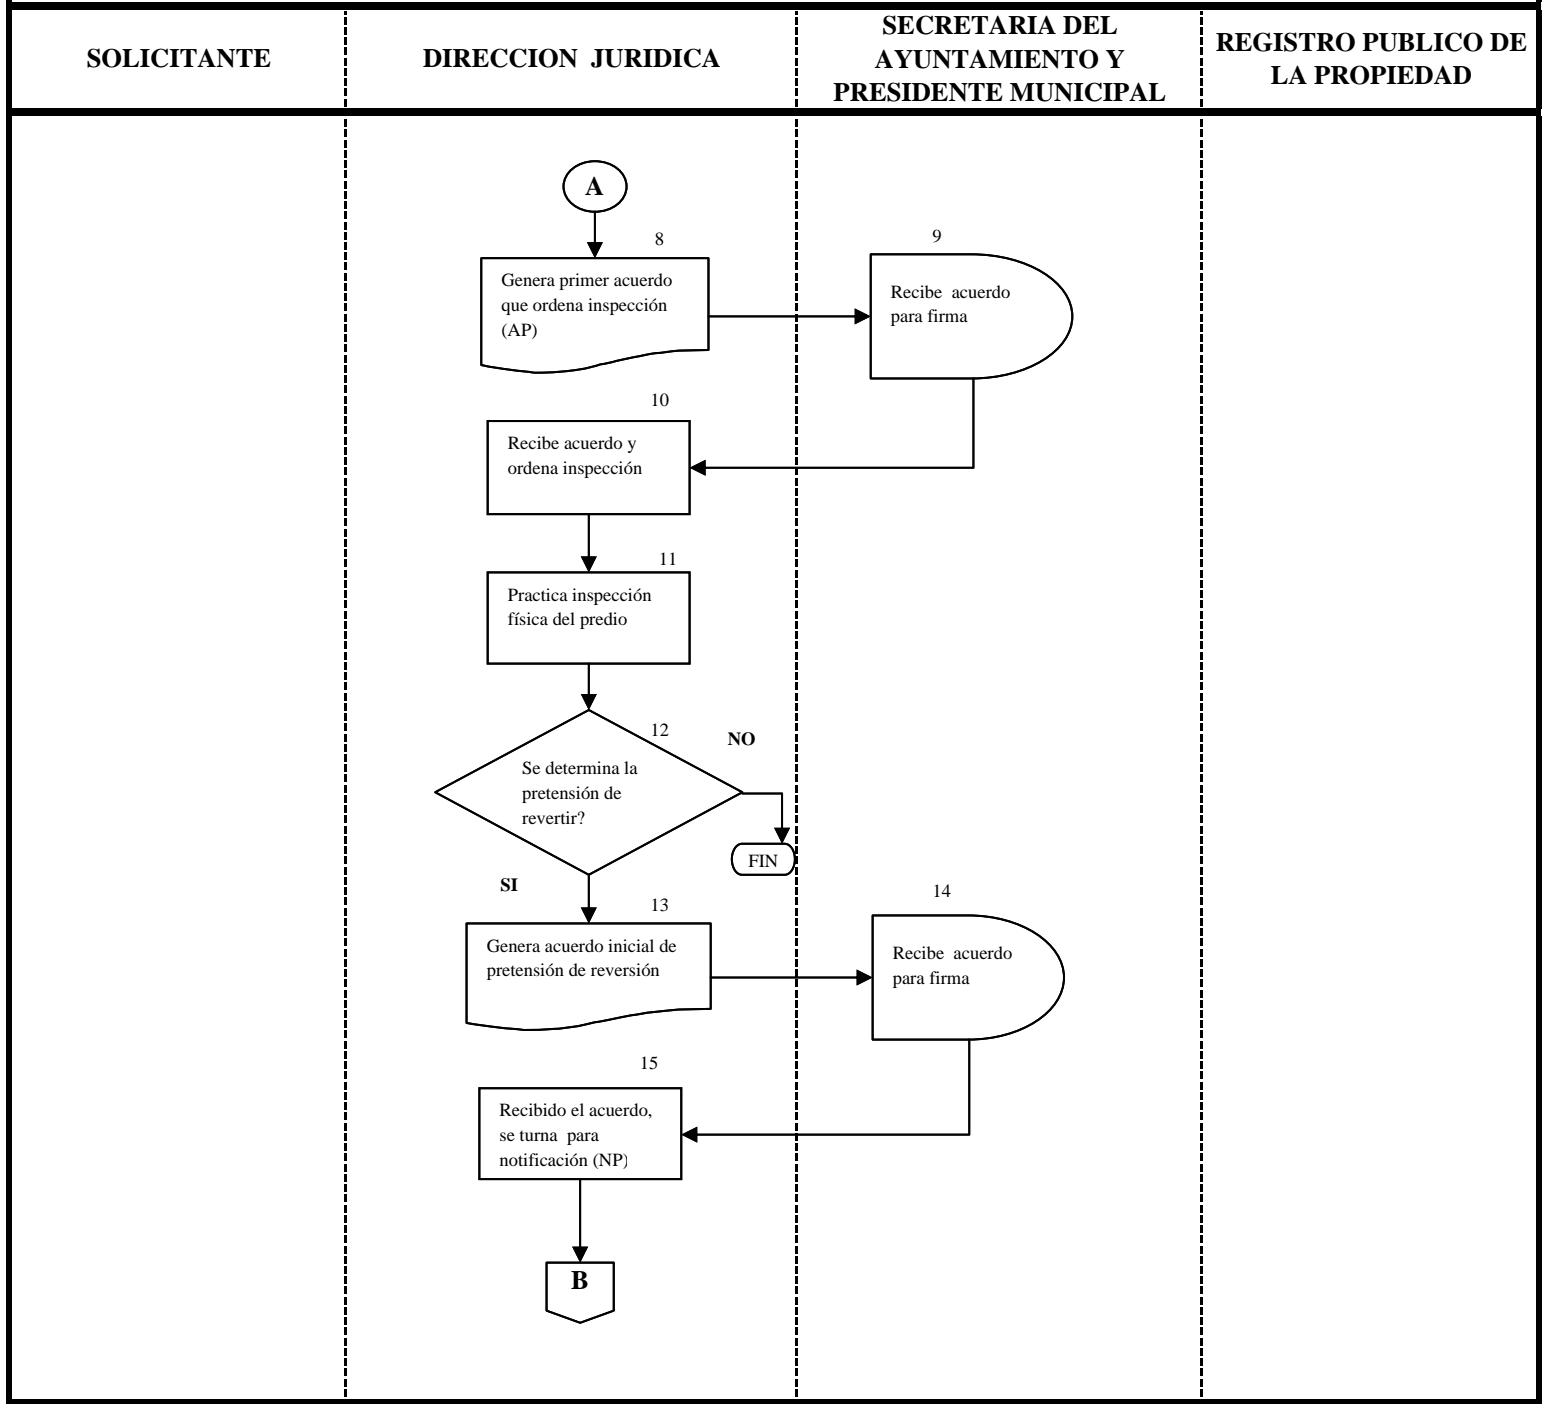 SOLICITANTE
DIRECCION JURIDICA
SECRETARIA DEL
AYUNTAMIENTO Y
PRESIDENTE MUNICIPAL
REGISTRO PUBLICO DE
LA PROPIEDAD
A
8
Genera primer acuerdo
que ordena inspección
(AP)
9
Recibe acuerdo
para firma
10
Recibe acuerdo y
ordena inspección
11
Practica inspección
física del predio
12
Se determina la
pretensión de
revertir?
NO
FIN
SI
13
Genera acuerdo inicial de
pretensión de reversión
14
Recibe acuerdo
para firma
15
Recibido el acuerdo,
se turna para
notificación (NP)
B